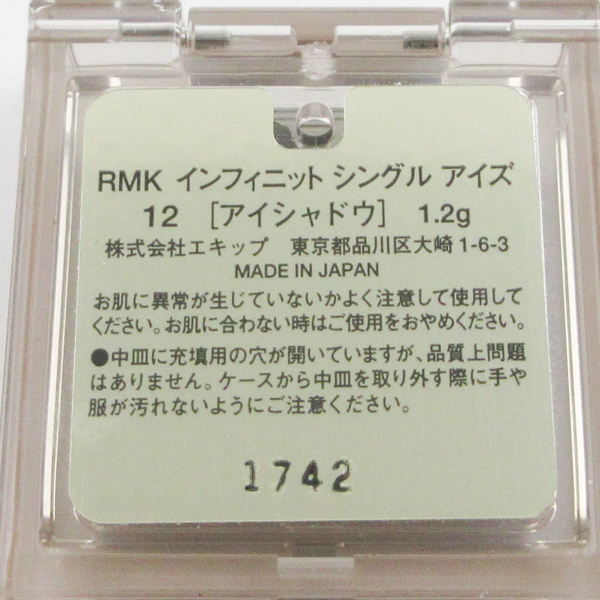 RMK インフィニット シングル アイズ
12 [アイシャドウ] 1.2g
株式会社エキップ 東京都品川区大崎1-6-3
MADE IN JAPAN
お肌に異常が生じていないかよく注意して使用して
ください。お肌に合わない時はご使用をおやめください。
●中皿に充填用の穴が開いていますが、品質上問題
はありません。ケースから中皿を取り外す際に手や
服が汚れないようにご注意ください。
1742